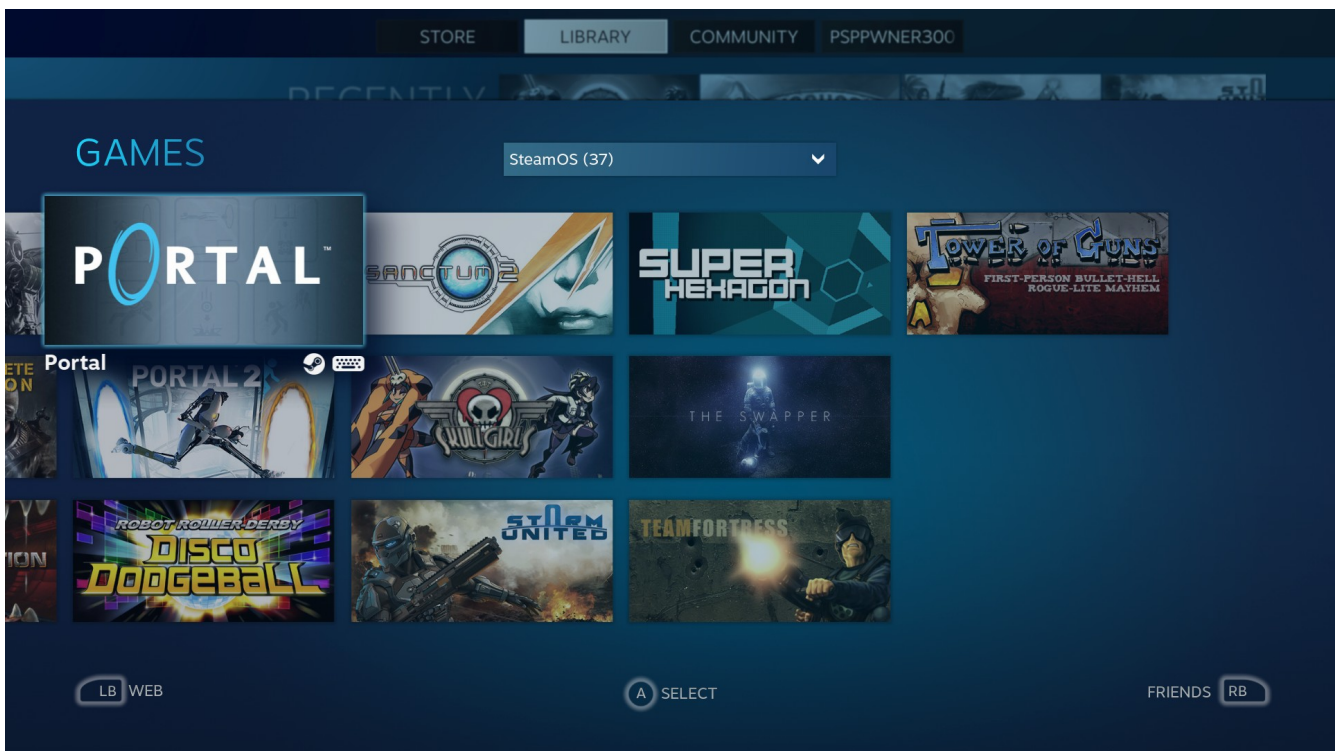 STORE
LIBRARY
COMMUNITY
PSPPWNER300
RECENTLY
GAMES
SteamOS (37)
PORTAL™
SANCTUM 2
SUPER
HEXAGON
TOWER OF GUNS
FIRST-PERSON BULLET-HELL
ROGUE-LITE MAYHEM
Portal
PORTAL 2
SKULLGIRLS
THE SWAPPER
ROBOT ROLLER-DERBY
DISCO
DODGEBALL
STORM
UNITED
TEAMFORTRESS
LB WEB
A SELECT
FRIENDS RB